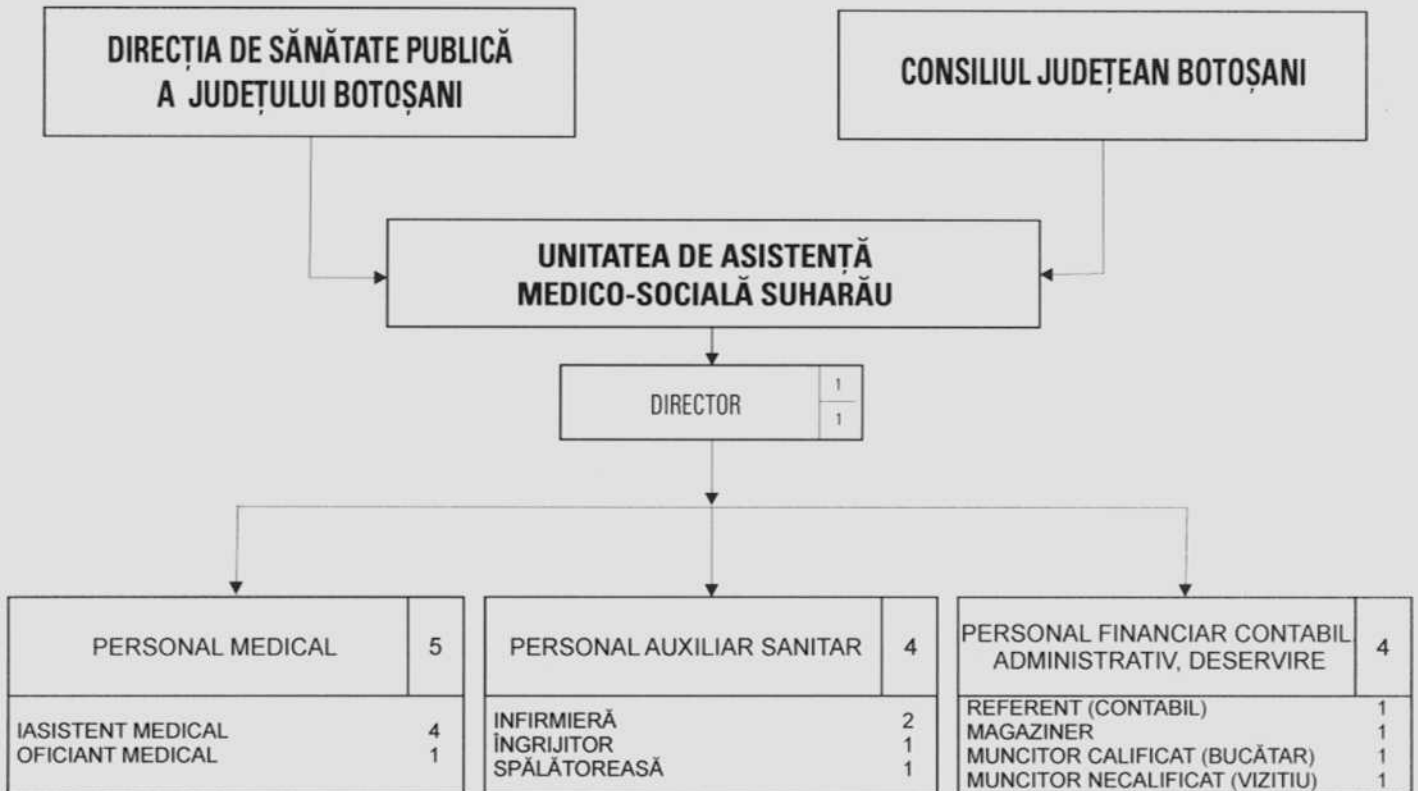 DIRECȚIA DE SĂNĂTATE PUBLICĂ
A JUDEȚULUI BOTOȘANI
CONSILIUL JUDEȚEAN BOTOȘANI
UNITATEA DE ASISTENȚĂ
MEDICO-SOCIALĂ SUHARĂU
DIRECTOR
1
1
PERSONAL MEDICAL 5
IASISTENT MEDICAL 4
OFICIANT MEDICAL 1
PERSONAL AUXILIAR SANITAR 4
INFIRMIERĂ 2
ÎNGRIJITOR 1
SPĂLĂTOREASĂ 1
PERSONAL FINANCIAR CONTABIL
ADMINISTRATIV, DESERVIRE 4
REFERENT (CONTABIL) 1
MAGAZINER 1
MUNCITOR CALIFICAT (BUCĂTAR) 1
MUNCITOR NECALIFICAT (VIZITIU) 1